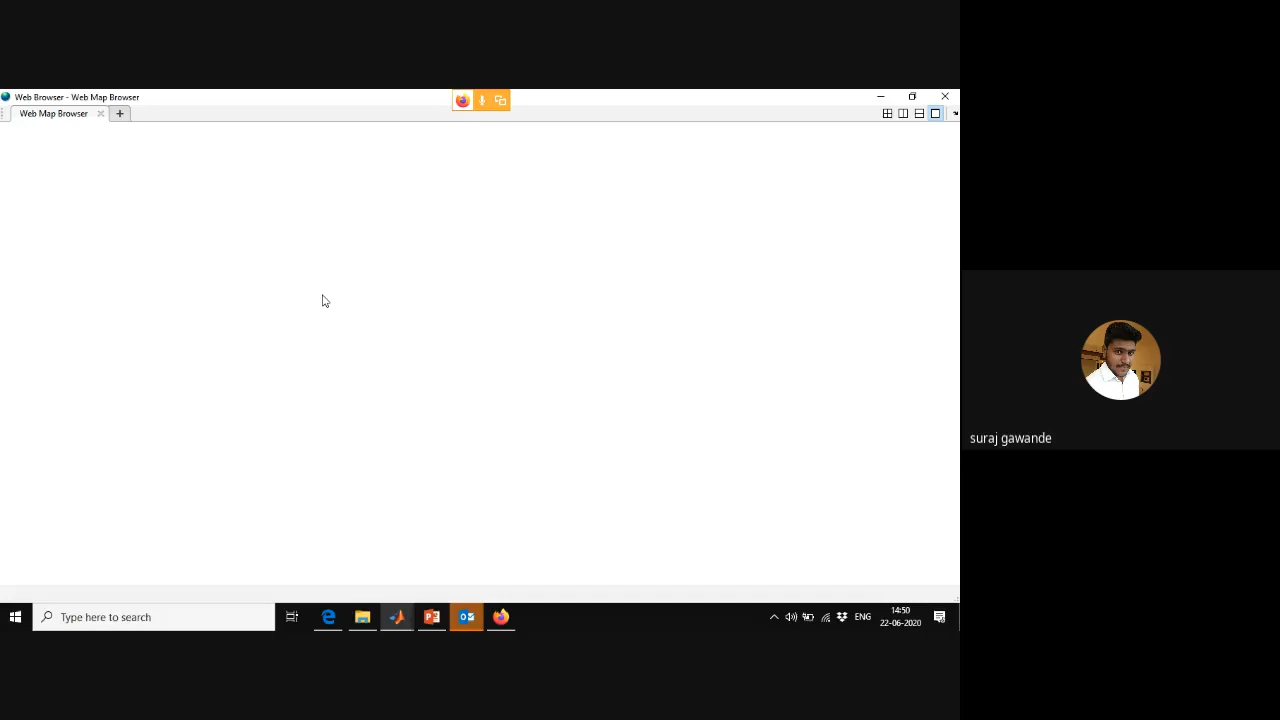 Web Browser - Web Map Browser
Web Map Browser
suraj gawande
Type here to search
ENG
14:50
22-06-2020